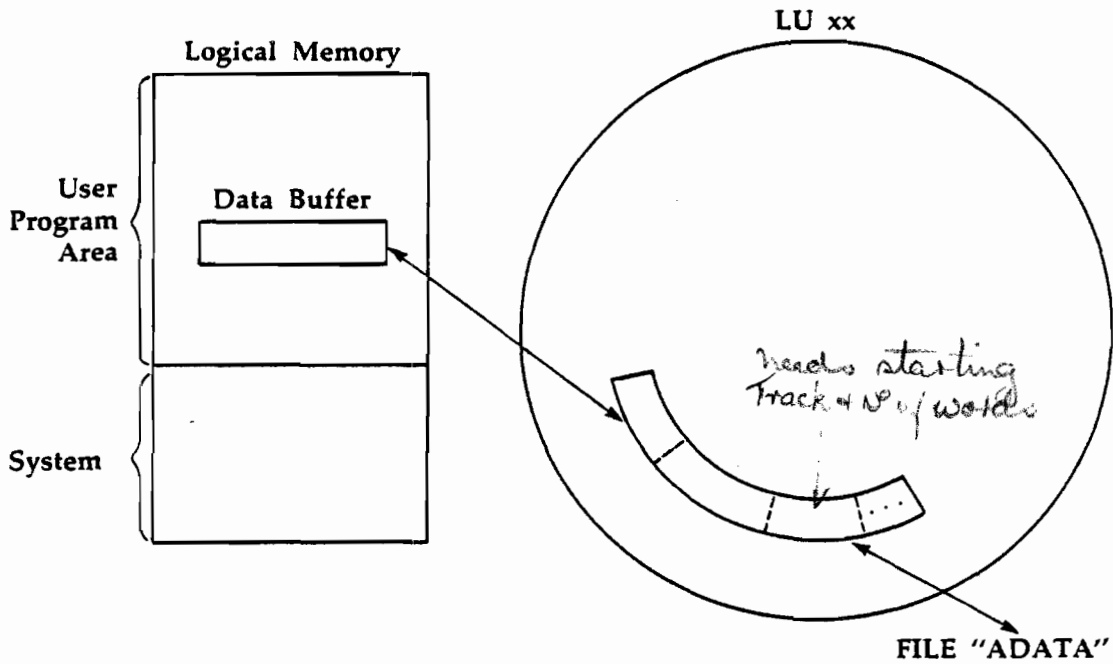 LU xx
Logical Memory
User
Program
Area
Data Buffer
needs starting
Track & Nº of words
System
....
FILE "ADATA"